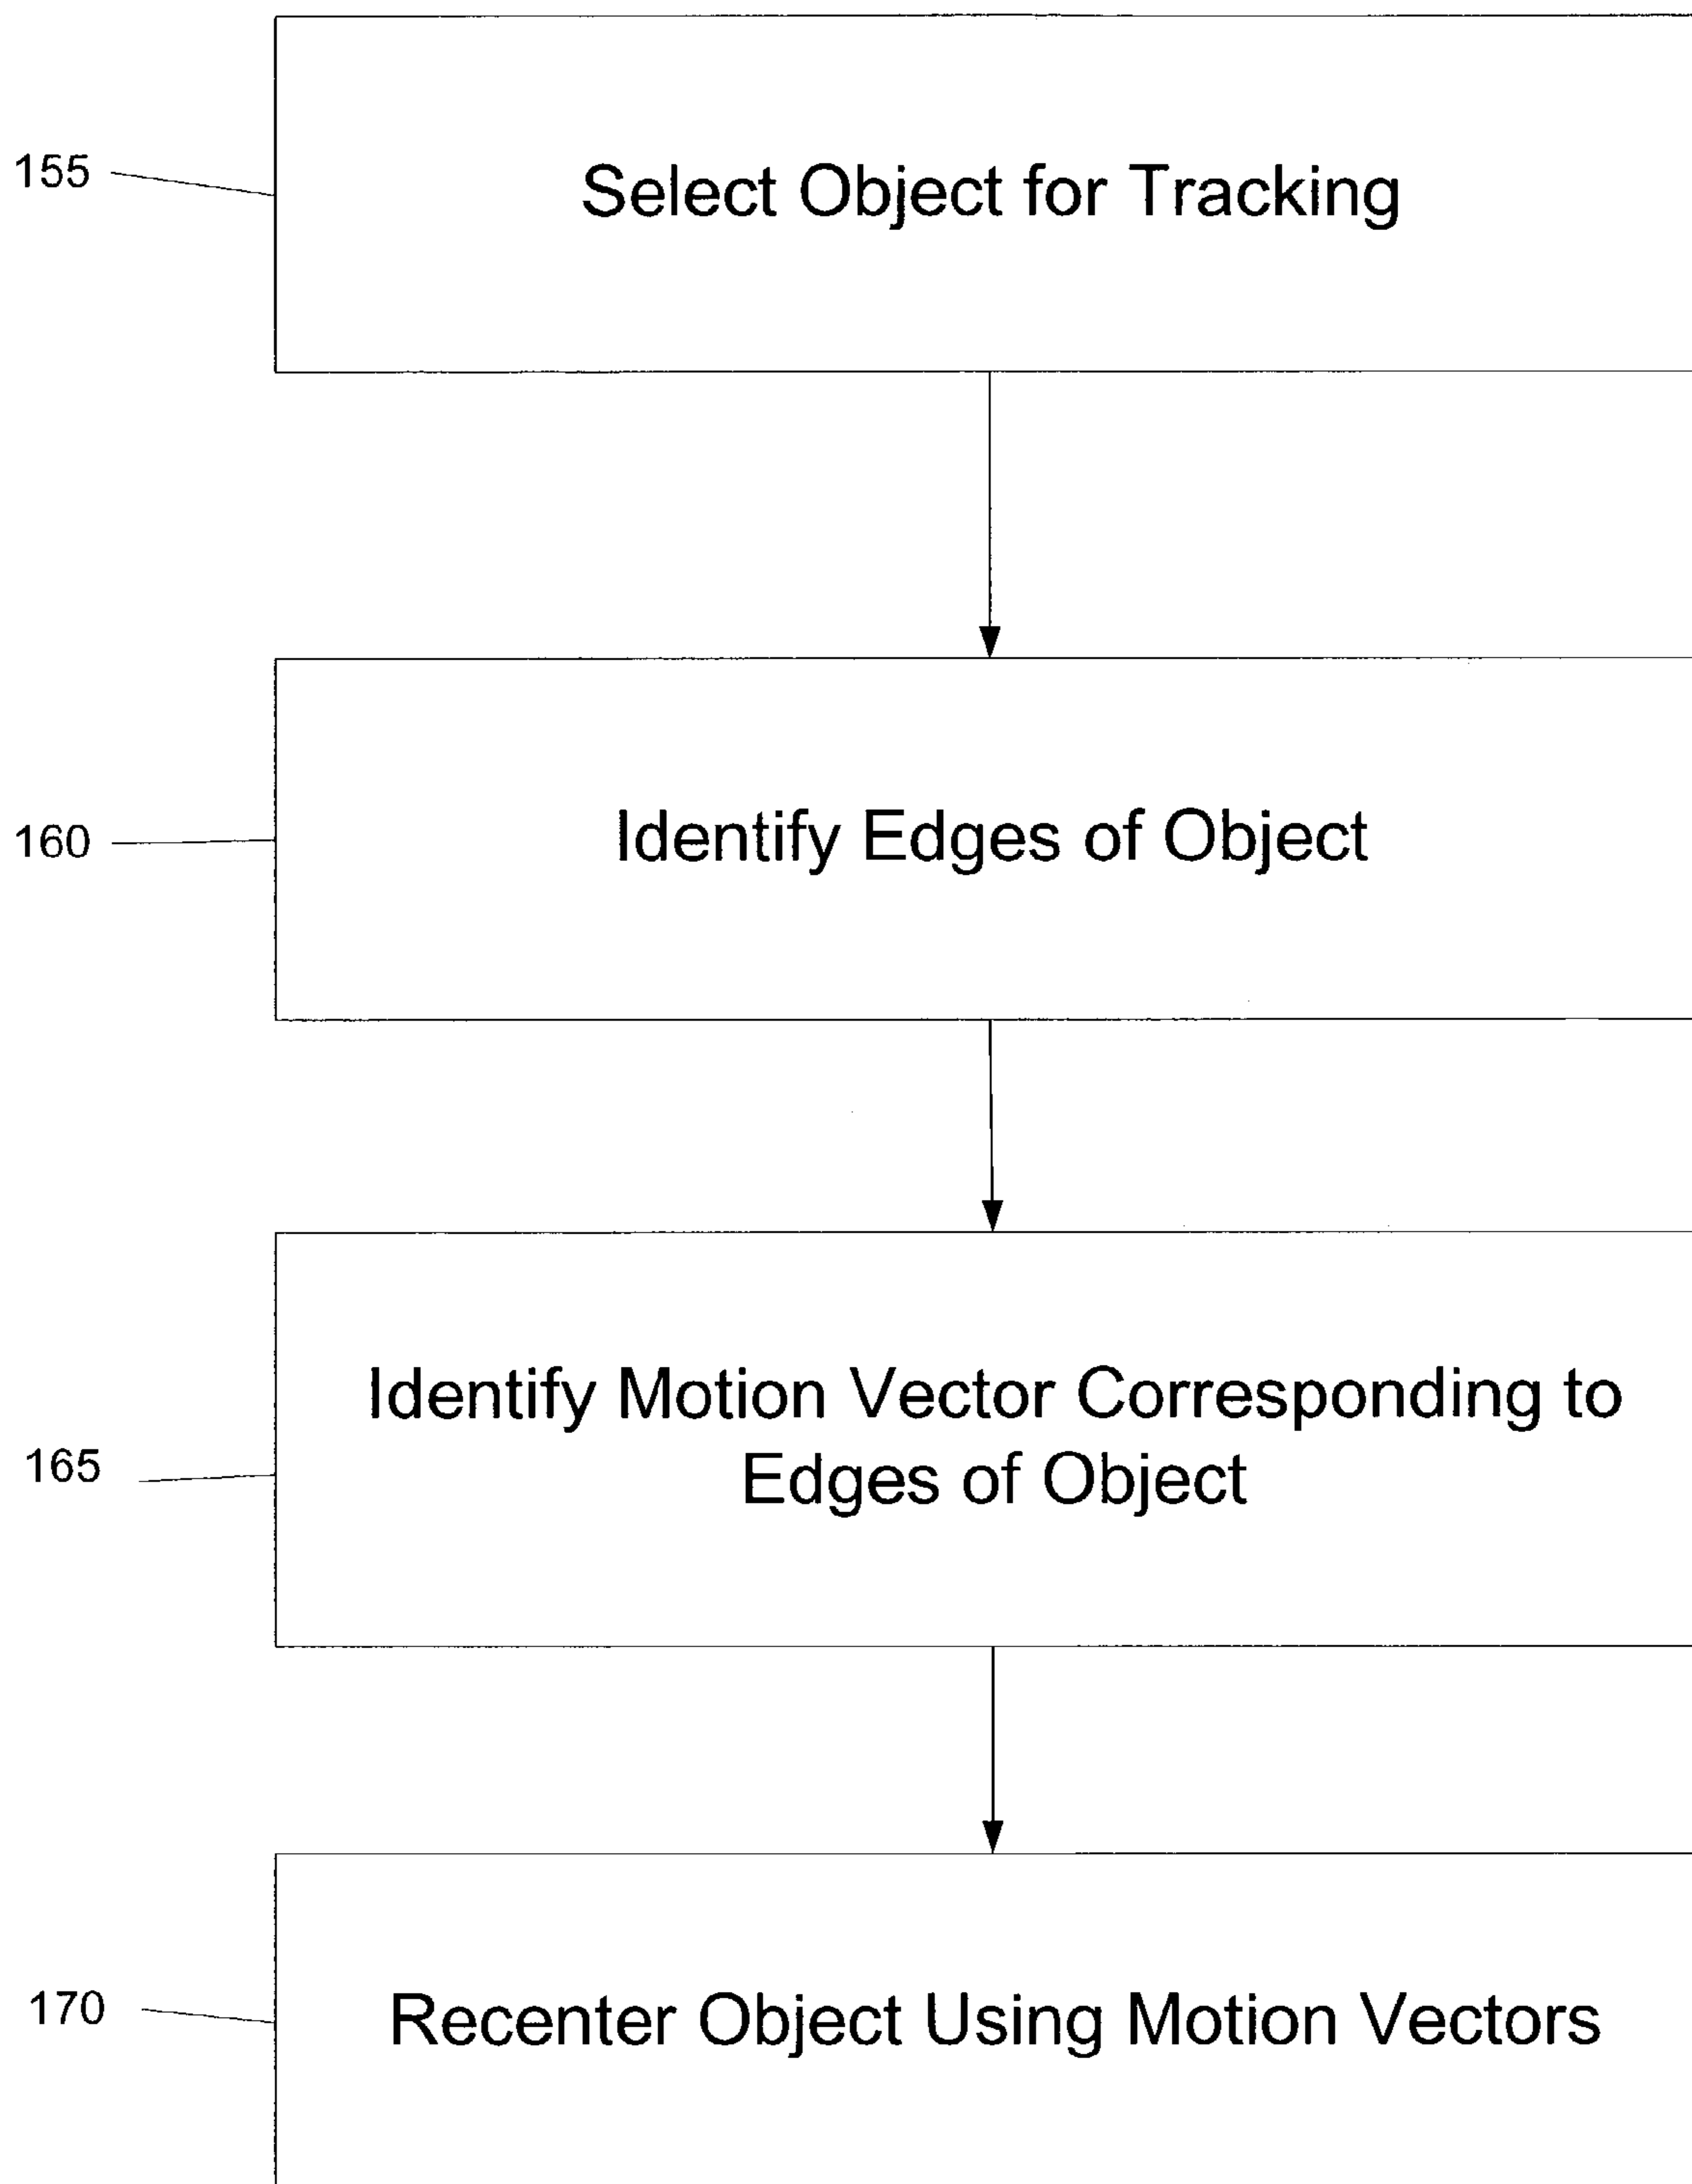 155
Select Object for Tracking
160
Identify Edges of Object
165
Identify Motion Vector Corresponding to
Edges of Object
170
Recenter Object Using Motion Vectors